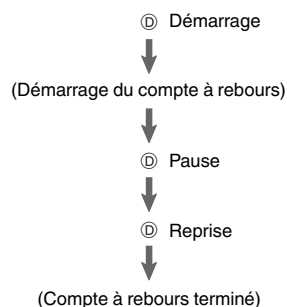 Ⓓ Démarrage
(Démarrage du compte à rebours)
Ⓓ Pause
Ⓓ Reprise
(Compte à rebours terminé)